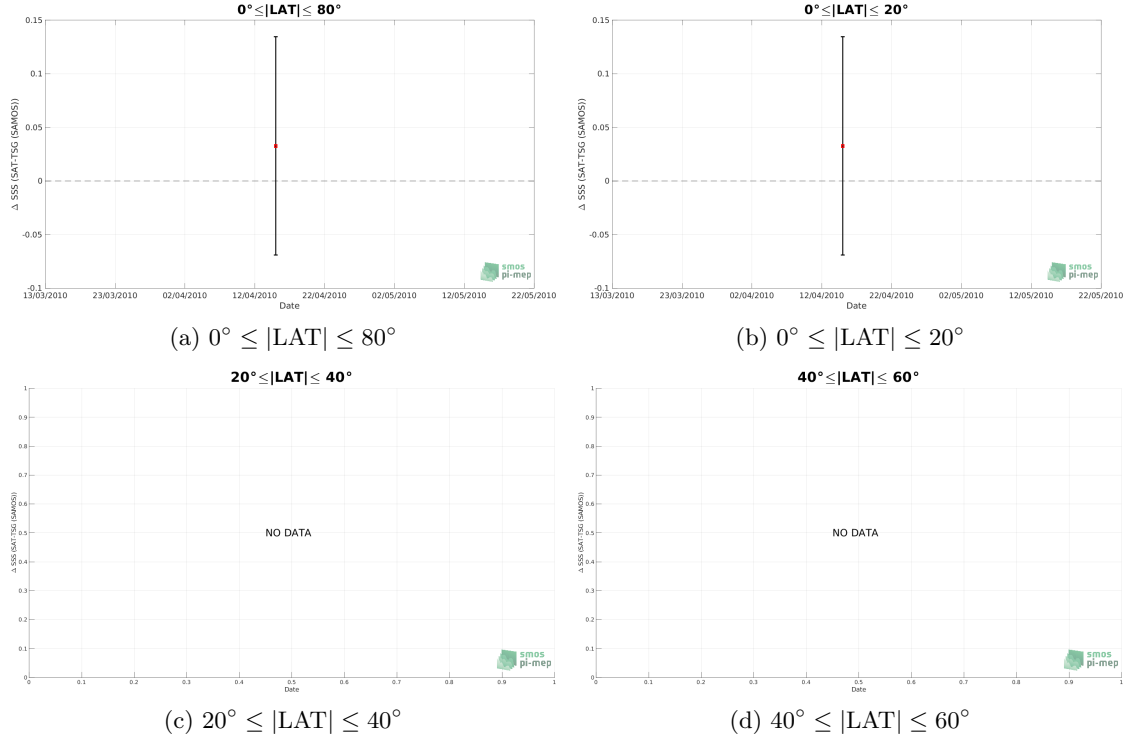 0°≤|LAT|≤ 80°
0.15
0.1
0.05
0
-0.05
-0.1
Δ SSS (SAT-TSG (SAMOS))
13/03/2010 23/03/2010 02/04/2010 12/04/2010 22/04/2010 02/05/2010 12/05/2010 22/05/2010
Date
smos
pi-mep
(a) 0° ≤ |LAT| ≤ 80°
0°≤|LAT|≤ 20°
0.15
0.1
0.05
0
-0.05
-0.1
Δ SSS (SAT-TSG (SAMOS))
13/03/2010 23/03/2010 02/04/2010 12/04/2010 22/04/2010 02/05/2010 12/05/2010 22/05/2010
Date
smos
pi-mep
(b) 0° ≤ |LAT| ≤ 20°
20°≤|LAT|≤ 40°
1
0.9
0.8
0.7
0.6
0.5
0.4
0.3
0.2
0.1
0
Δ SSS (SAT-TSG (SAMOS))
NO DATA
0 0.1 0.2 0.3 0.4 0.5 0.6 0.7 0.8 0.9 1
Date
smos
pi-mep
(c) 20° ≤ |LAT| ≤ 40°
40°≤|LAT|≤ 60°
1
0.9
0.8
0.7
0.6
0.5
0.4
0.3
0.2
0.1
0
Δ SSS (SAT-TSG (SAMOS))
NO DATA
0 0.1 0.2 0.3 0.4 0.5 0.6 0.7 0.8 0.9 1
Date
smos
pi-mep
(d) 40° ≤ |LAT| ≤ 60°